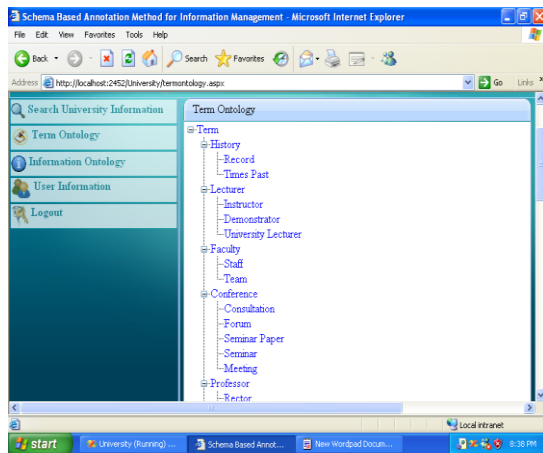 Schema Based Annotation Method for Information Management - Microsoft Internet Explorer
File Edit View Favorites Tools Help
Back Search Favorites
Address http://localhost:2452/University/termontology.aspx Go Links
Search University Information
Term Ontology
Information Ontology
User Information
Logout
Term Ontology
Term
History
Record
Times Past
Lecturer
Instructor
Demonstrator
University Lecturer
Faculty
Staff
Team
Conference
Consultation
Forum
Seminar Paper
Seminar
Meeting
Professor
Rector
Local intranet
start University (Running) ... Schema Based Annot... New Wordpad Docum... 8:38 PM